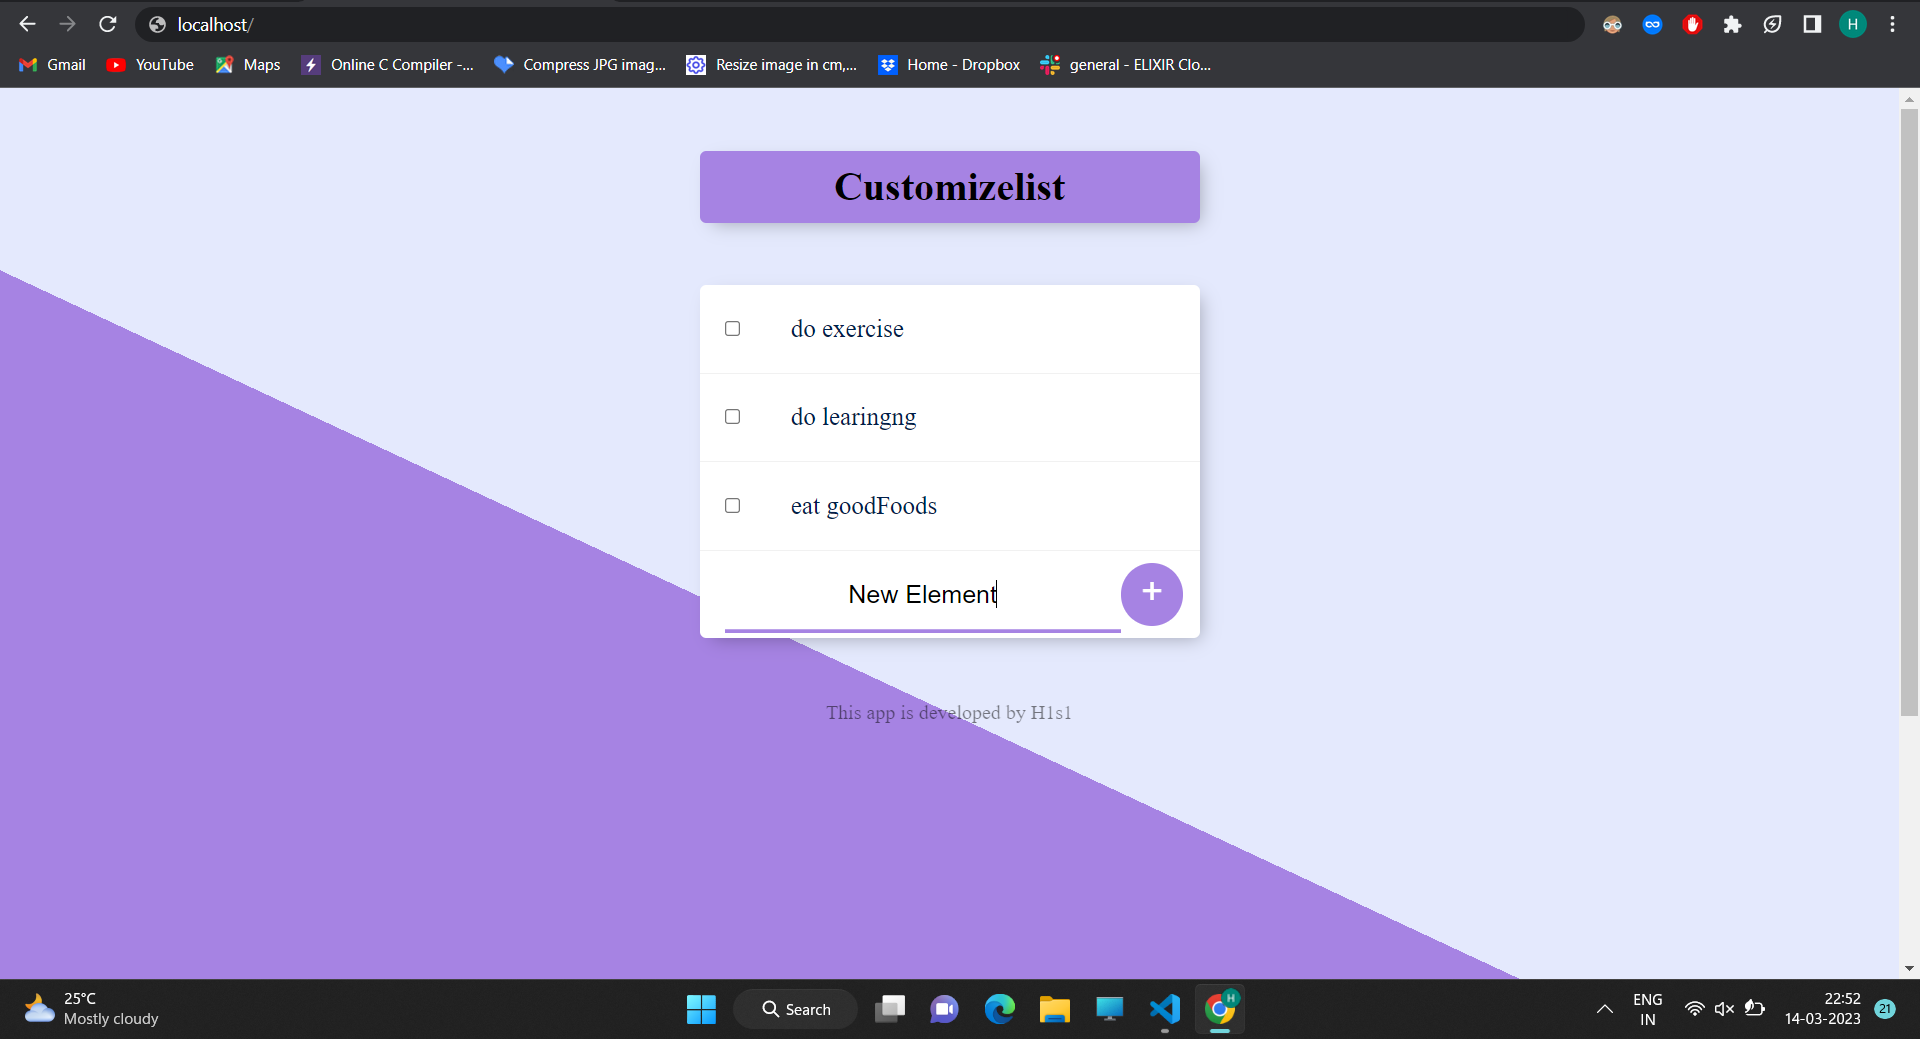 localhost/
Gmail YouTube Maps Online C Compiler -... Compress JPG imag... Resize image in cm,... Home - Dropbox general - ELIXIR Clo...
H
Customizelist
do exercise
do learingng
eat goodFoods
New Element
+
This app is developed by H1s1
25°C
Mostly cloudy
Search
H
ENG
IN
22:52
14-03-2023
21